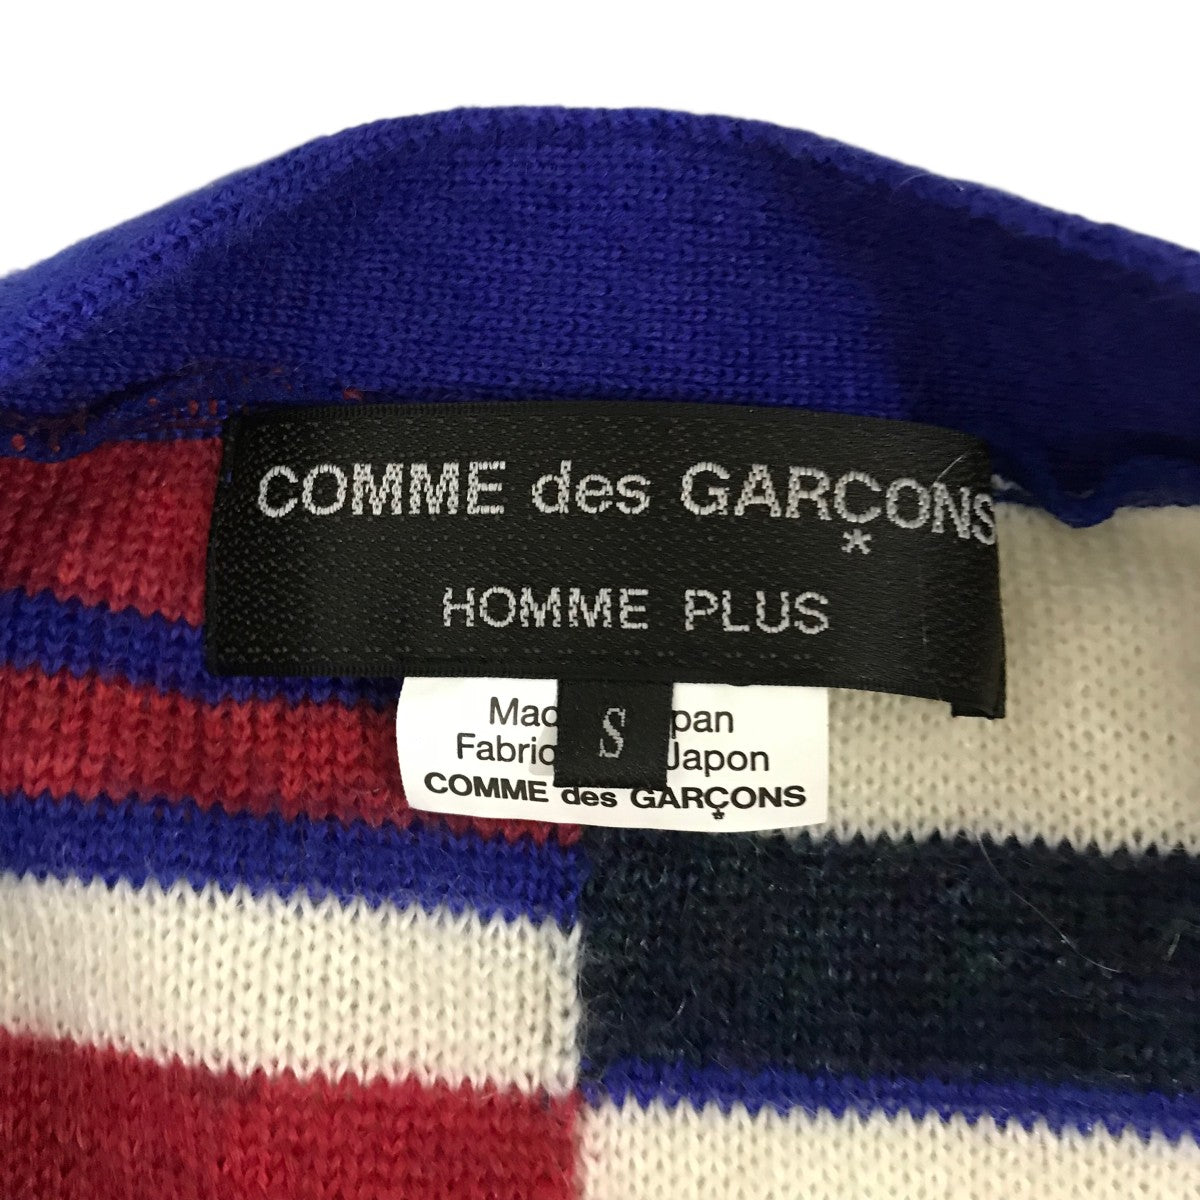 COMME des GARÇONS
*
HOMME PLUS
S
COMME des GARÇONS
*